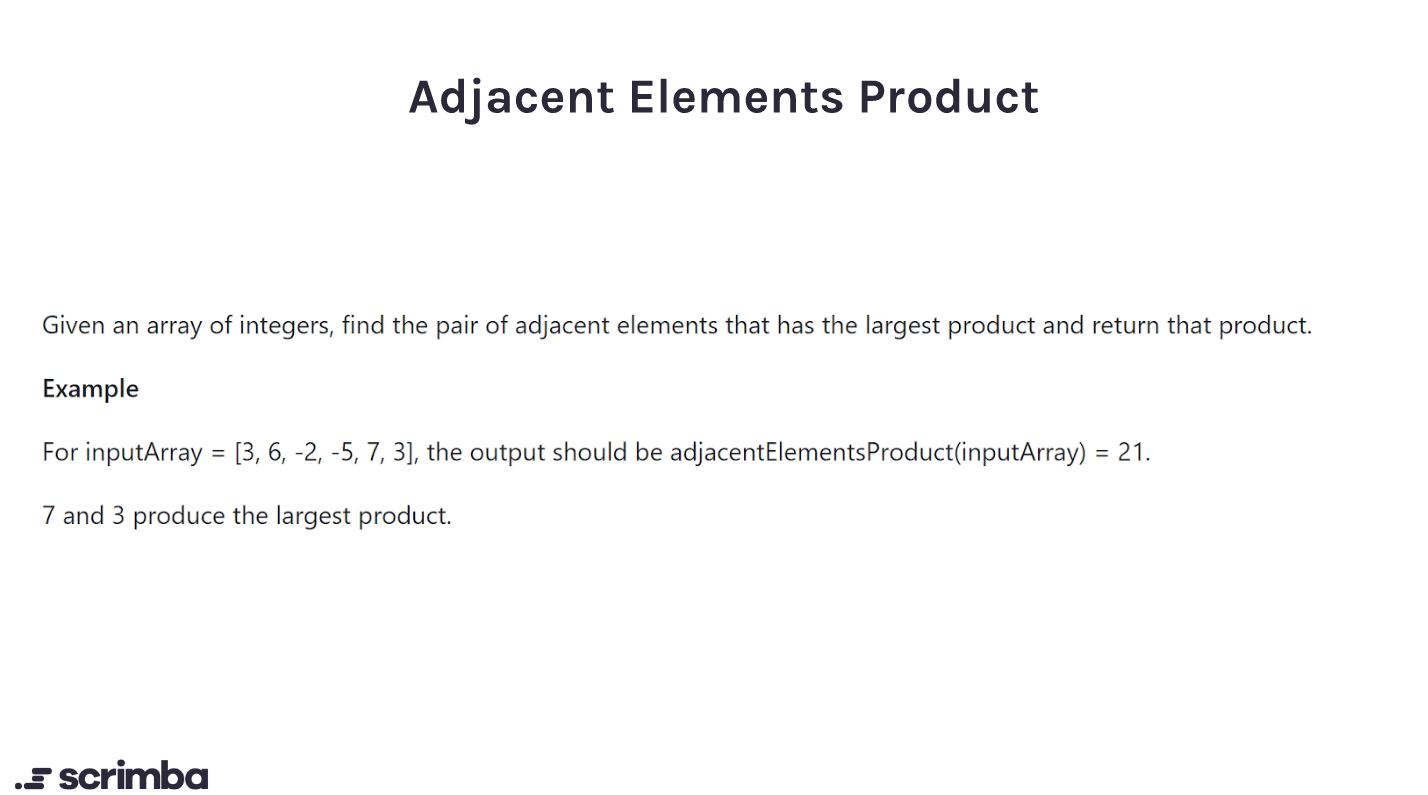 Adjacent Elements Product
Given an array of integers, find the pair of adjacent elements that has the largest product and return that product.
Example
For inputArray = [3, 6, -2, -5, 7, 3], the output should be adjacentElementsProduct(inputArray) = 21.
7 and 3 produce the largest product.
scrimba